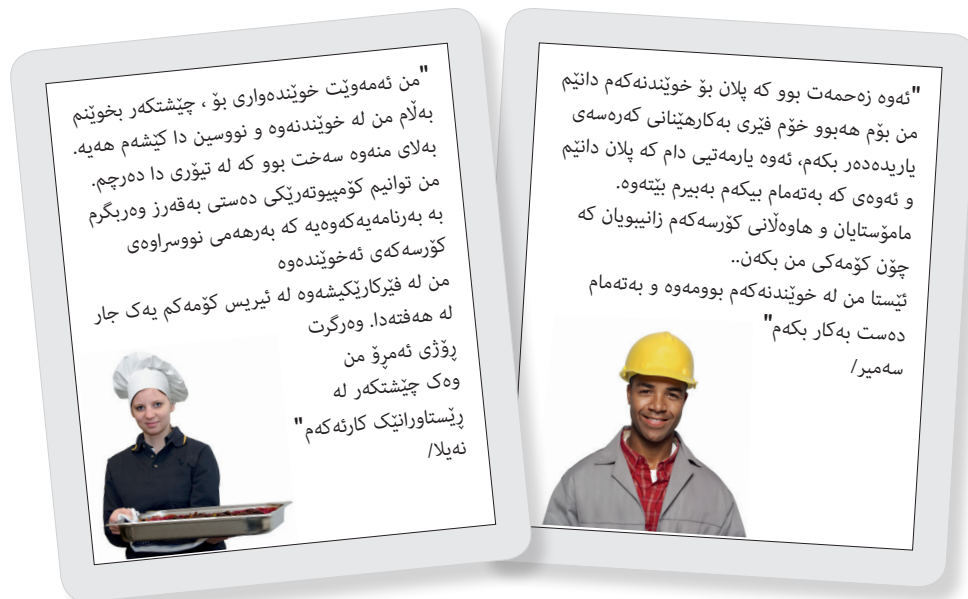 "ئەوە زەحمەت بوو کە پلان بۆ خوێندنەکەم دانێم
من بۆم هەبوو خۆم فێری بەکارهێنانی کەرەسەی
یاریدەدەر بکەم، ئەوە یارمەتیی دام کە پلان دانێم
و ئەوەی کە بەتەمام بیکەم بەبیرم بێتەوە.
مامۆستایان و هاوەڵانی کۆرسەکەم زانیبویان کە
چۆن کۆمەکی من بکەن..
ئێستا من لە خوێندنەکەم بوومەوە و بەتەمام
دەست بەکار بکەم"
سەمیر/
"من ئەمەوێت خوێندەواری بۆ ، چێشتکەر بخوێنم
بەڵام من لە خوێندنەوە و نووسین دا کێشەم هەیە.
بەلای منەوە سەخت بوو کە لە تیۆری دا دەرچم.
من توانیم کۆمپیوتەرێکی دەستی بەقەرز وەربگرم
بە بەرنامەیەکەوەیە کە بەرهەمی نووسراوەی
کۆرسەکەی ئەخوێندەوە
من لە فێرکارێکیشەوە لە ئیریس کۆمەکم یەک جار
لە هەفتەدا. وەرگرت
ڕۆژی ئەمڕۆ من
وەک چێشتکەر لە
ڕێستاورانێک کارئەکەم"
نەیلا/